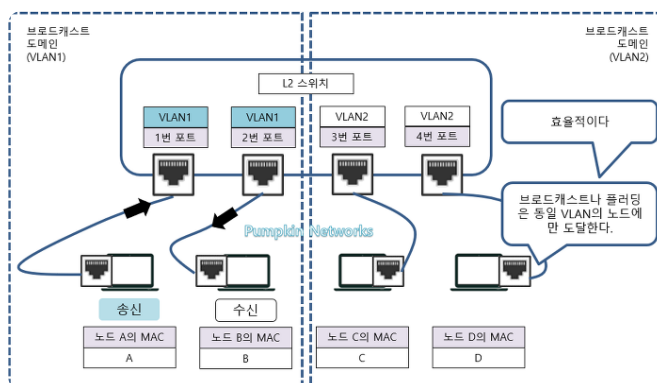 브로드캐스트
도메인
(VLAN1)
브로드캐스트
도메인
(VLAN2)
L2 스위치
VLAN1
1번 포트
VLAN1
2번 포트
VLAN2
3번 포트
VLAN2
4번 포트
효율적이다
브로드캐스트나 플러딩
은 동일 VLAN의 노드에
만 도달한다.
Pumpkin Networks
송신
수신
노드 A의 MAC
A
노드 B의 MAC
B
노드 C의 MAC
C
노드 D의 MAC
D